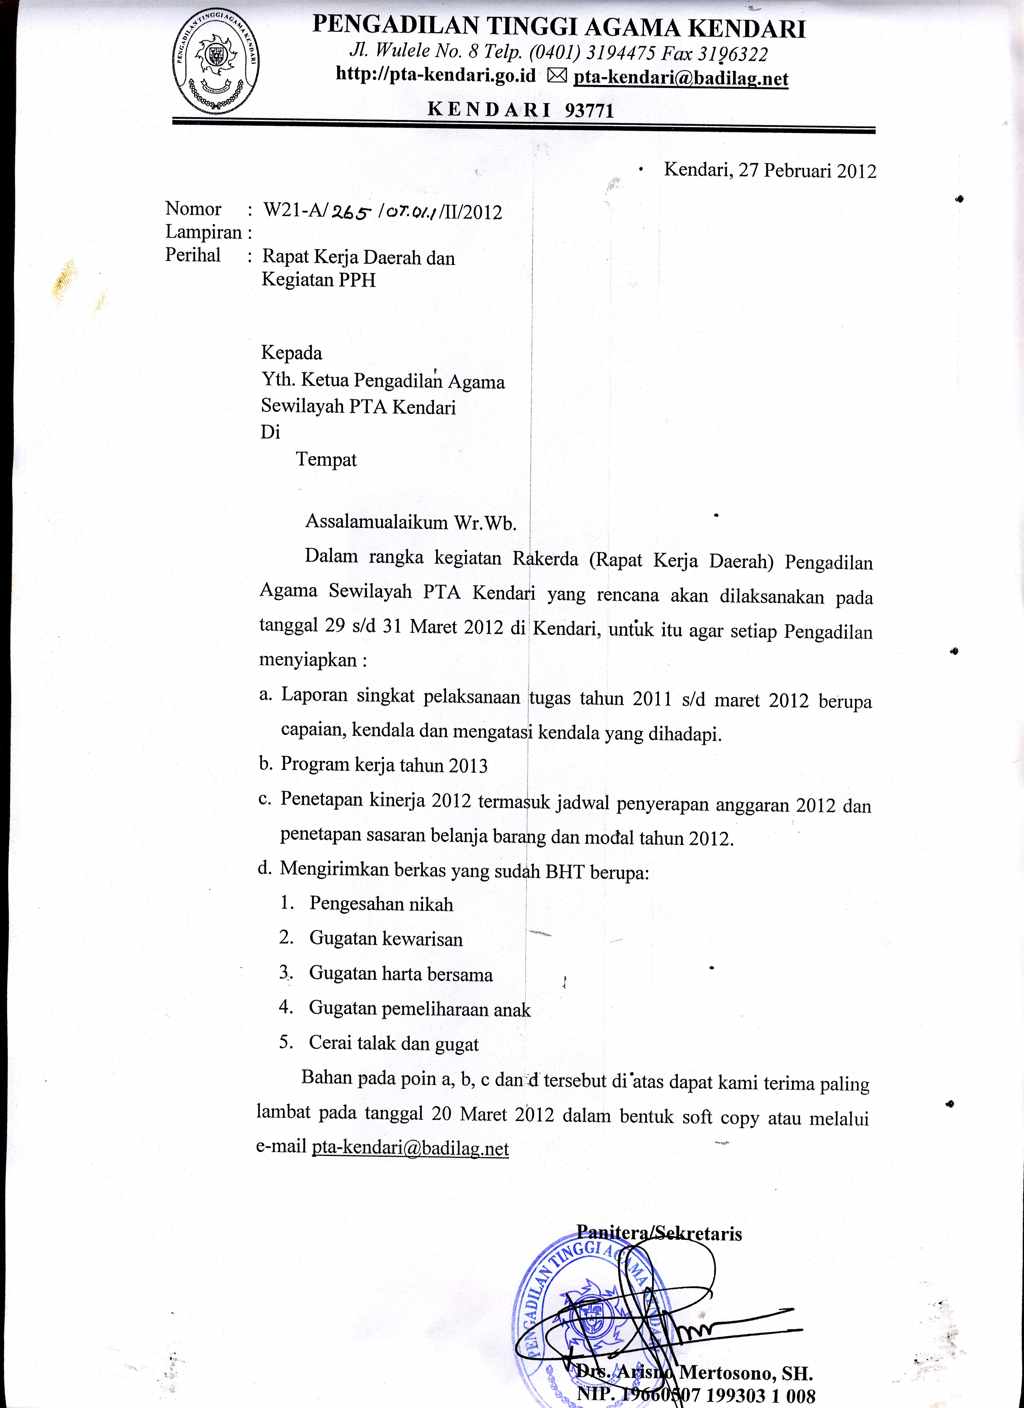 PENGADILAN TINGGI AGAMA KENDARI
PENGADILAN TINGGI AGAMA KENDARI
Jl. Wulele No. 8 Telp. (0401) 3194475 Fax 3196322
http://pta-kendari.go.id ✉ pta-kendari@badilag.net
KENDARI 93771
Kendari, 27 Pebruari 2012
Nomor : W21-A/265/OT.01.1/II/2012
Lampiran :
Perihal : Rapat Kerja Daerah dan
Kegiatan PPH
Kepada
Yth. Ketua Pengadilan Agama
Sewilayah PTA Kendari
Di
Tempat
Assalamualaikum Wr.Wb.
Dalam rangka kegiatan Rakerda (Rapat Kerja Daerah) Pengadilan
Agama Sewilayah PTA Kendari yang rencana akan dilaksanakan pada
tanggal 29 s/d 31 Maret 2012 di Kendari, untuk itu agar setiap Pengadilan
menyiapkan :
a. Laporan singkat pelaksanaan tugas tahun 2011 s/d maret 2012 berupa
capaian, kendala dan mengatasi kendala yang dihadapi.
b. Program kerja tahun 2013
c. Penetapan kinerja 2012 termasuk jadwal penyerapan anggaran 2012 dan
penetapan sasaran belanja barang dan modal tahun 2012.
d. Mengirimkan berkas yang sudah BHT berupa:
1. Pengesahan nikah
2. Gugatan kewarisan
3. Gugatan harta bersama
4. Gugatan pemeliharaan anak
5. Cerai talak dan gugat
Bahan pada poin a, b, c dan d tersebut di atas dapat kami terima paling
lambat pada tanggal 20 Maret 2012 dalam bentuk soft copy atau melalui
e-mail pta-kendari@badilag.net
Panitera/Sekretaris
PENGADILAN TINGGI AGAMA KENDARI
Drs. Arisno Mertosono, SH.
NIP. 19660507 199303 1 008